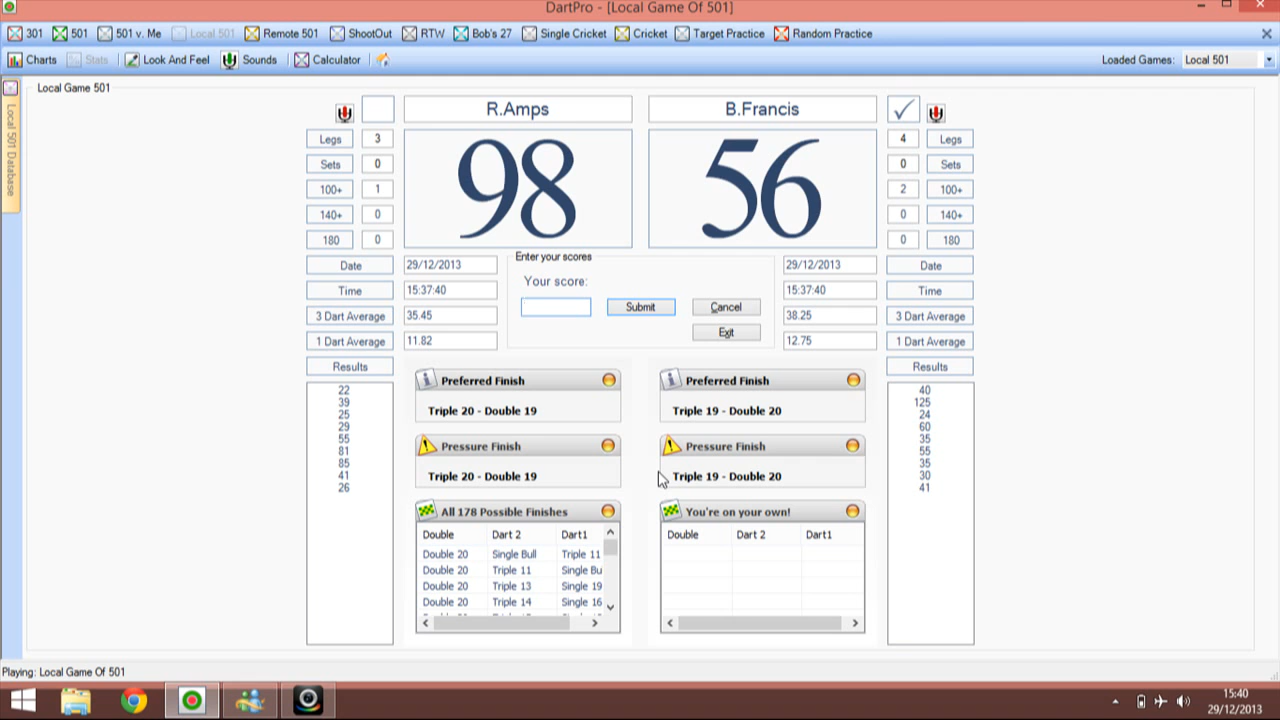 DartPro - [Local Game Of 501]
301 501 501 v. Me Local 501 Remote 501 ShootOut RTW Bob's 27 Single Cricket Cricket Target Practice Random Practice
Charts Stats Look And Feel Sounds Calculator Loaded Games: Local 501
Local 501 Database
Local Game 501
R.Amps B.Francis
98 56
Legs 3 4 Legs
Sets 0 0 Sets
100+ 1 2 100+
140+ 0 0 140+
180 0 0 180
Date 29/12/2013 29/12/2013 Date
Time 15:37:40 15:37:40 Time
3 Dart Average 35.45 38.25 3 Dart Average
1 Dart Average 11.82 12.75 1 Dart Average
Enter your scores
Your score:
Submit Cancel
Exit
Results
22
39
25
29
55
81
85
41
26
Preferred Finish
Triple 20 - Double 19
Pressure Finish
Triple 20 - Double 19
All 178 Possible Finishes
Double Dart 2 Dart1
Double 20 Single Bull Triple 11
Double 20 Triple 11 Single Bu
Double 20 Triple 13 Single 19
Double 20 Triple 14 Single 16
Preferred Finish
Triple 19 - Double 20
Pressure Finish
Triple 19 - Double 20
You're on your own!
Double Dart 2 Dart1
Results
40
125
24
60
35
55
35
30
41
Playing: Local Game Of 501
15:40
29/12/2013